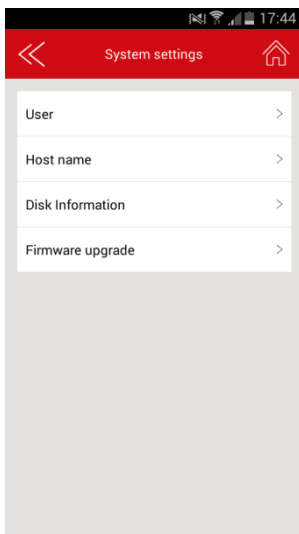 17:44
System settings
User
Host name
Disk Information
Firmware upgrade